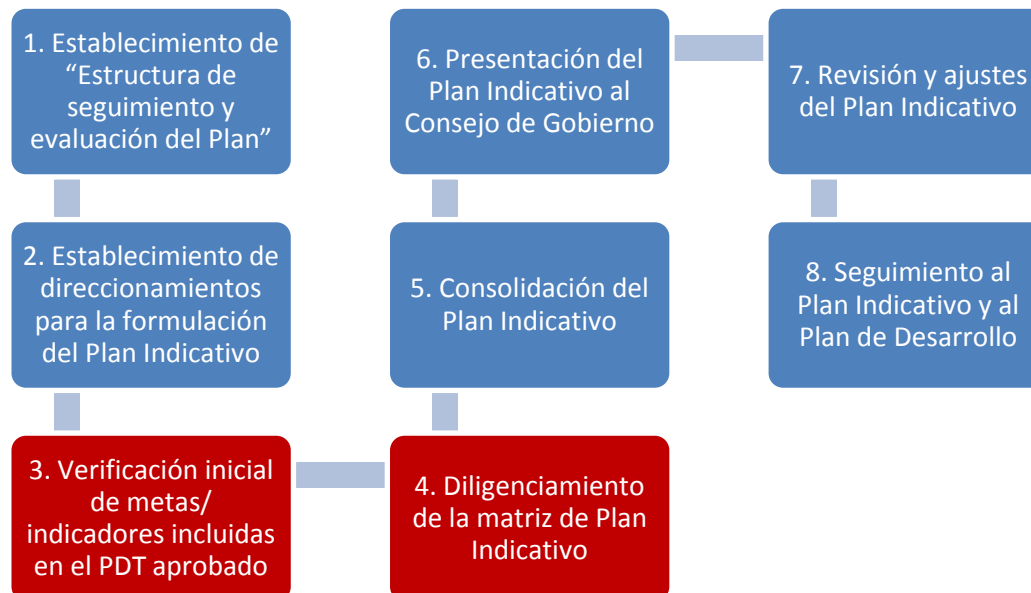 1. Establecimiento de
“Estructura de
seguimiento y
evaluación del Plan”
2. Establecimiento de
direccionamientos
para la formulación
del Plan Indicativo
3. Verificación inicial
de metas/
indicadores incluidas
en el PDT aprobado
4. Diligenciamiento
de la matriz de Plan
Indicativo
5. Consolidación del
Plan Indicativo
6. Presentación del
Plan Indicativo al
Consejo de Gobierno
7. Revisión y ajustes
del Plan Indicativo
8. Seguimiento al
Plan Indicativo y al
Plan de Desarrollo